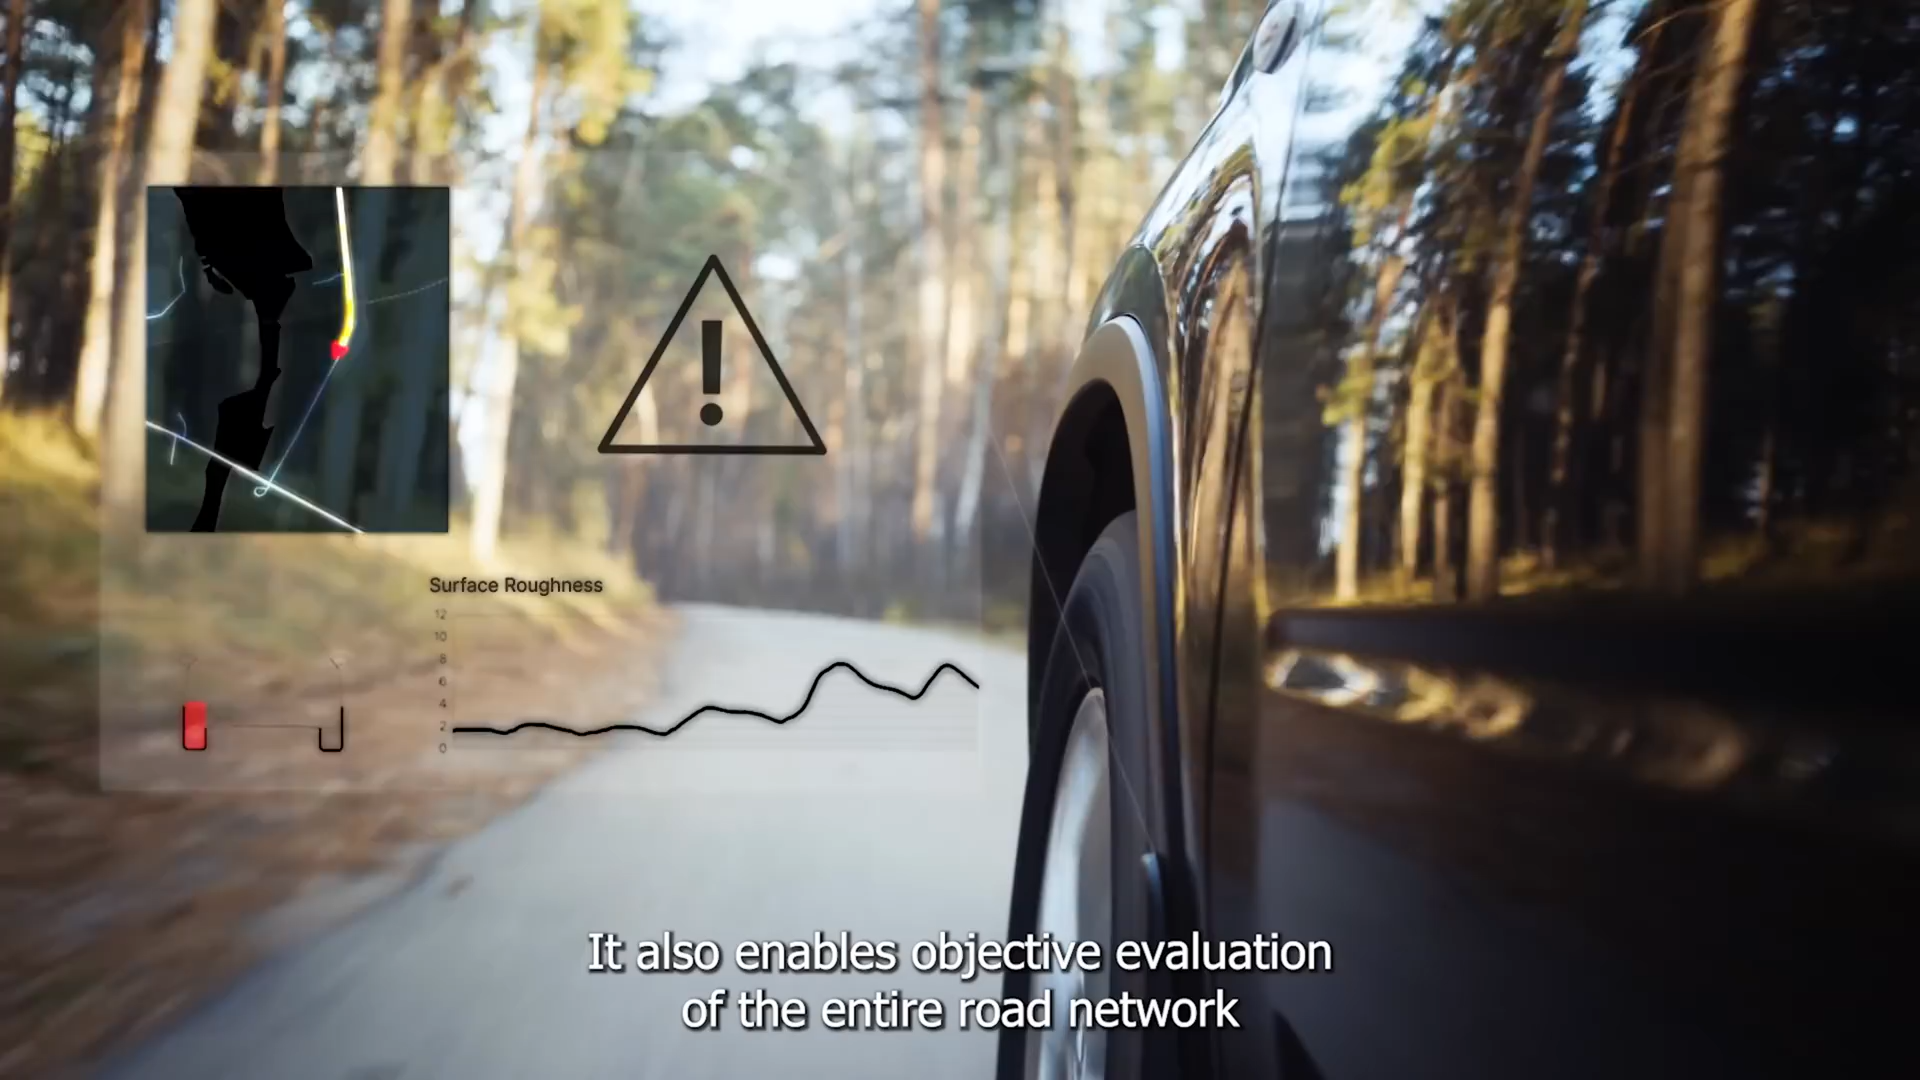 !
Surface Roughness
12
10
8
6
4
2
0
It also enables objective evaluation
of the entire road network